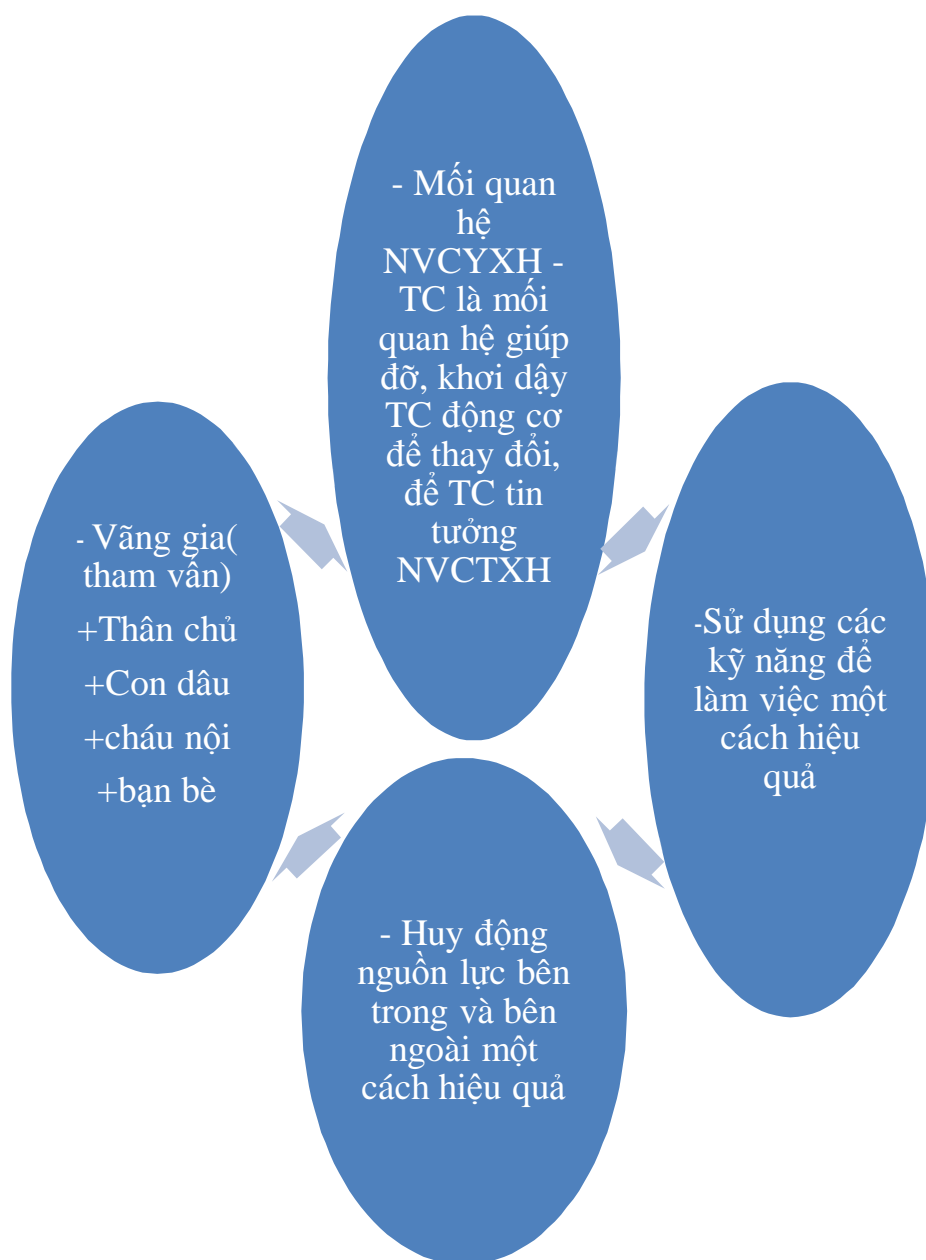 - Mối quan
hệ
NVCYXH -
TC là mối
quan hệ giúp
đỡ, khơi dậy
TC động cơ
để thay đổi,
để TC tin
tưởng
NVCTXH
- Vãng gia(
tham vấn)
+Thân chủ
+Con dâu
+cháu nội
+bạn bè
-Sử dụng các
kỹ năng để
làm việc một
cách hiệu
quả
- Huy động
nguồn lực bên
trong và bên
ngoài một
cách hiệu quả